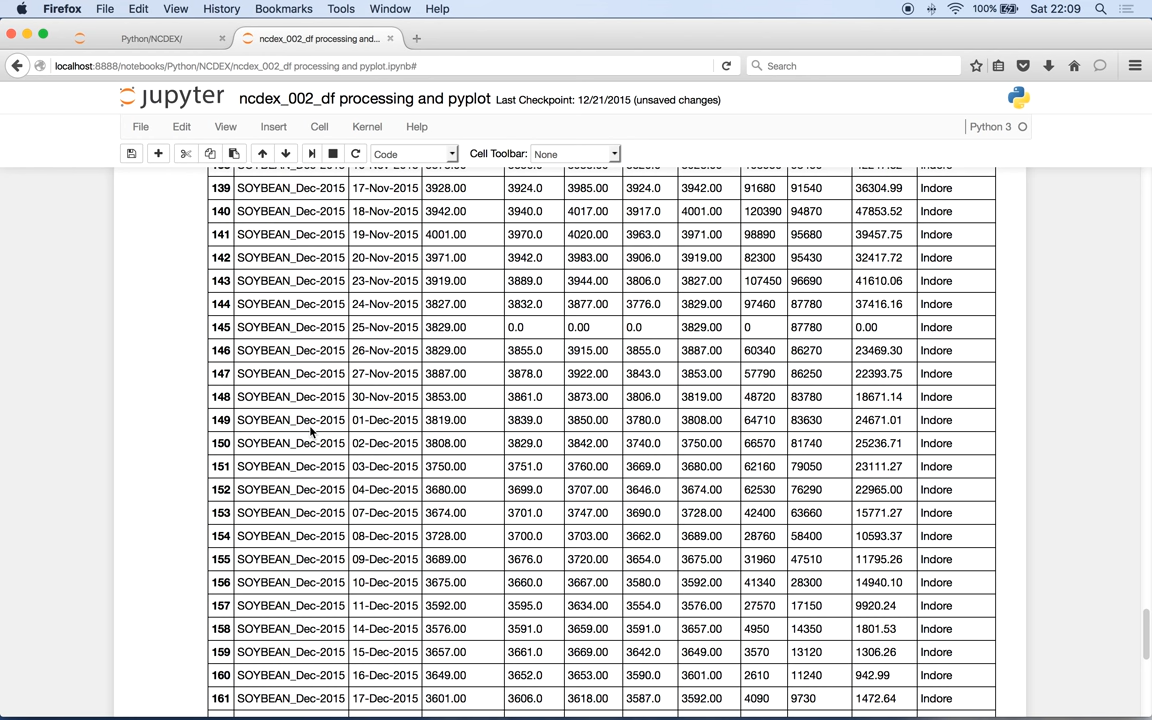 Firefox File Edit View History Bookmarks Tools Window Help 100% Sat 22:09
Python/NCDEX/ ncdex_002_df processing and...
localhost:8888/notebooks/Python/NCDEX/ncdex_002_df processing and pyplot.ipynb# Search
jupyter ncdex_002_df processing and pyplot Last Checkpoint: 12/21/2015 (unsaved changes)
File Edit View Insert Cell Kernel Help Python 3
Code Cell Toolbar: None
139 SOYBEAN_Dec-2015 17-Nov-2015 3928.00 3924.0 3985.00 3924.0 3942.00 91680 91540 36304.99 Indore
140 SOYBEAN_Dec-2015 18-Nov-2015 3942.00 3940.0 4017.00 3917.0 4001.00 120390 94870 47853.52 Indore
141 SOYBEAN_Dec-2015 19-Nov-2015 4001.00 3970.0 4020.00 3963.0 3971.00 98890 95680 39457.75 Indore
142 SOYBEAN_Dec-2015 20-Nov-2015 3971.00 3942.0 3983.00 3906.0 3919.00 82300 95430 32417.72 Indore
143 SOYBEAN_Dec-2015 23-Nov-2015 3919.00 3889.0 3944.00 3806.0 3827.00 107450 96690 41610.06 Indore
144 SOYBEAN_Dec-2015 24-Nov-2015 3827.00 3832.0 3877.00 3776.0 3829.00 97460 87780 37416.16 Indore
145 SOYBEAN_Dec-2015 25-Nov-2015 3829.00 0.0 0.00 0.0 3829.00 0 87780 0.00 Indore
146 SOYBEAN_Dec-2015 26-Nov-2015 3829.00 3855.0 3915.00 3855.0 3887.00 60340 86270 23469.30 Indore
147 SOYBEAN_Dec-2015 27-Nov-2015 3887.00 3878.0 3922.00 3843.0 3853.00 57790 86250 22393.75 Indore
148 SOYBEAN_Dec-2015 30-Nov-2015 3853.00 3861.0 3873.00 3806.0 3819.00 48720 83780 18671.14 Indore
149 SOYBEAN_Dec-2015 01-Dec-2015 3819.00 3839.0 3850.00 3780.0 3808.00 64710 83630 24671.01 Indore
150 SOYBEAN_Dec-2015 02-Dec-2015 3808.00 3829.0 3842.00 3740.0 3750.00 66570 81740 25236.71 Indore
151 SOYBEAN_Dec-2015 03-Dec-2015 3750.00 3751.0 3760.00 3669.0 3680.00 62160 79050 23111.27 Indore
152 SOYBEAN_Dec-2015 04-Dec-2015 3680.00 3699.0 3707.00 3646.0 3674.00 62530 76290 22965.00 Indore
153 SOYBEAN_Dec-2015 07-Dec-2015 3674.00 3701.0 3747.00 3690.0 3728.00 42400 63660 15771.27 Indore
154 SOYBEAN_Dec-2015 08-Dec-2015 3728.00 3700.0 3703.00 3662.0 3689.00 28760 58400 10593.37 Indore
155 SOYBEAN_Dec-2015 09-Dec-2015 3689.00 3676.0 3720.00 3654.0 3675.00 31960 47510 11795.26 Indore
156 SOYBEAN_Dec-2015 10-Dec-2015 3675.00 3660.0 3667.00 3580.0 3592.00 41340 28300 14940.10 Indore
157 SOYBEAN_Dec-2015 11-Dec-2015 3592.00 3595.0 3634.00 3554.0 3576.00 27570 17150 9920.24 Indore
158 SOYBEAN_Dec-2015 14-Dec-2015 3576.00 3591.0 3659.00 3591.0 3657.00 4950 14350 1801.53 Indore
159 SOYBEAN_Dec-2015 15-Dec-2015 3657.00 3661.0 3669.00 3642.0 3649.00 3570 13120 1306.26 Indore
160 SOYBEAN_Dec-2015 16-Dec-2015 3649.00 3652.0 3653.00 3590.0 3601.00 2610 11240 942.99 Indore
161 SOYBEAN_Dec-2015 17-Dec-2015 3601.00 3606.0 3618.00 3587.0 3592.00 4090 9730 1472.64 Indore